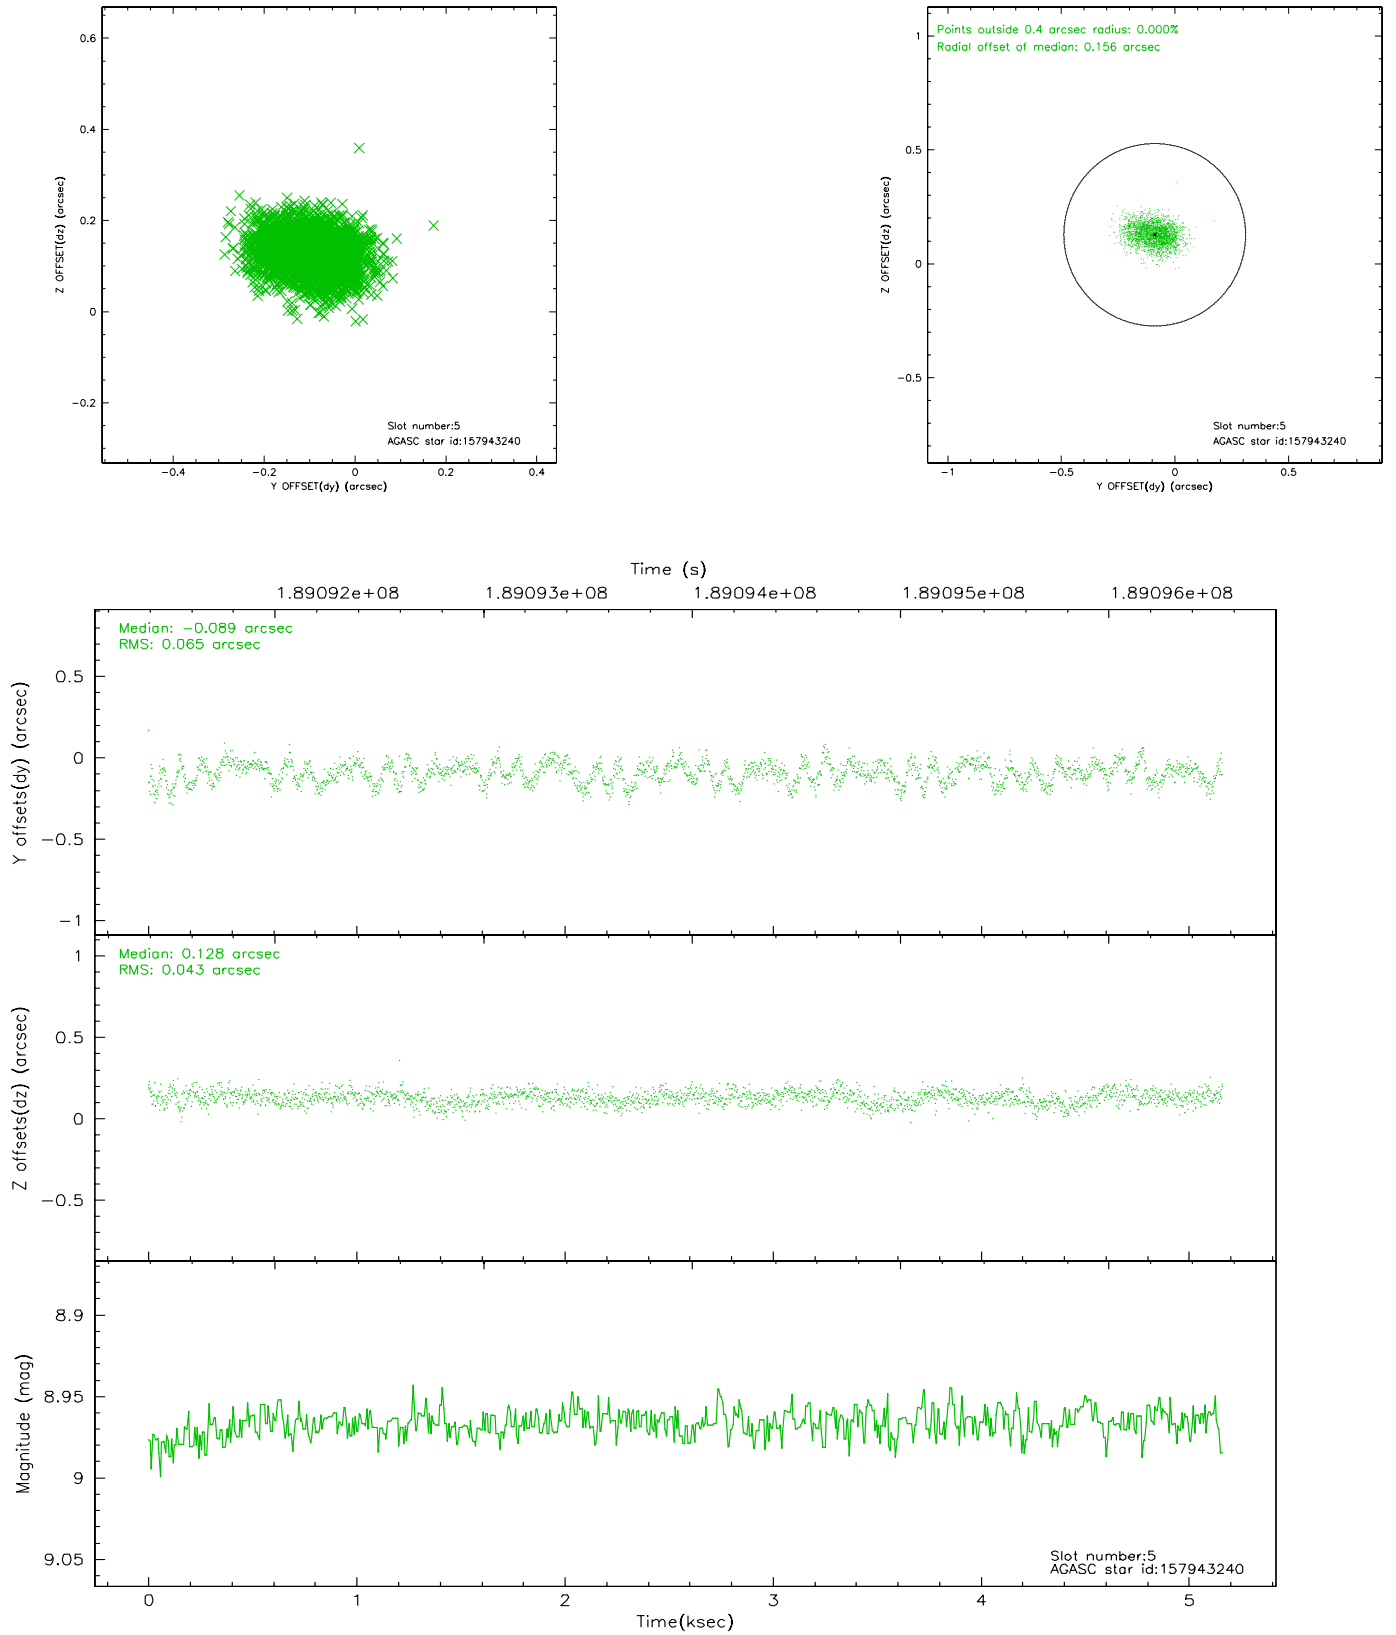 0.6
0.4
0.2
0
−0.2
Z OFFSET(dz) (arcsec)
Slot number:5
AGASC star id:157943240
−0.4
−0.2
0
0.2
0.4
Y OFFSET(dy) (arcsec)
Points outside 0.4 arcsec radius: 0.000%
Radial offset of median: 0.156 arcsec
1
0.5
0
−0.5
Z OFFSET(dz) (arcsec)
Slot number:5
AGASC star id:157943240
−1
−0.5
0
0.5
Y OFFSET(dy) (arcsec)
Time (s)
1.89092e+08
1.89093e+08
1.89094e+08
1.89095e+08
1.89096e+08
Median: −0.089 arcsec
RMS: 0.065 arcsec
0.5
0
−0.5
−1
Y offsets(dy) (arcsec)
Median: 0.128 arcsec
RMS: 0.043 arcsec
1
0.5
0
−0.5
Z offsets(dz) (arcsec)
8.9
8.95
9
9.05
Magnitude (mag)
Slot number:5
AGASC star id:157943240
0
1
2
3
4
5
Time(ksec)